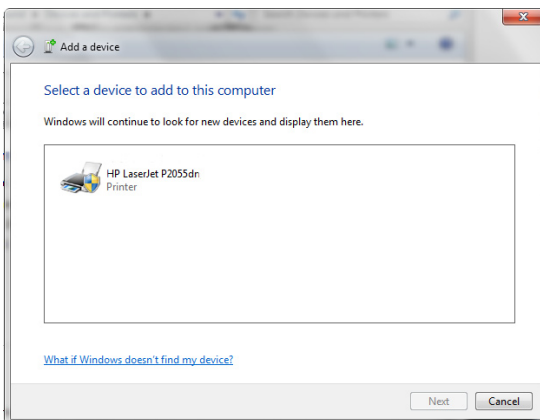 Add a device
Select a device to add to this computer
Windows will continue to look for new devices and display them here.
HP LaserJet P2055dn
Printer
What if Windows doesn't find my device?
Next
Cancel